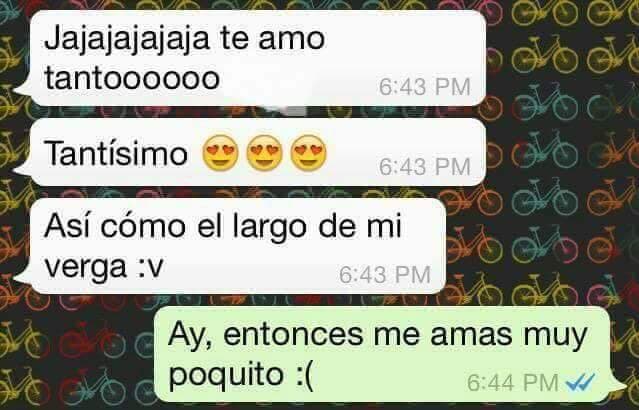 Jajajajajaja te amo
tantoooooo
6:43 PM
Tantísimo 😍😍😍
6:43 PM
Así cómo el largo de mi
verga :v
6:43 PM
Ay, entonces me amas muy
poquito :(
6:44 PM